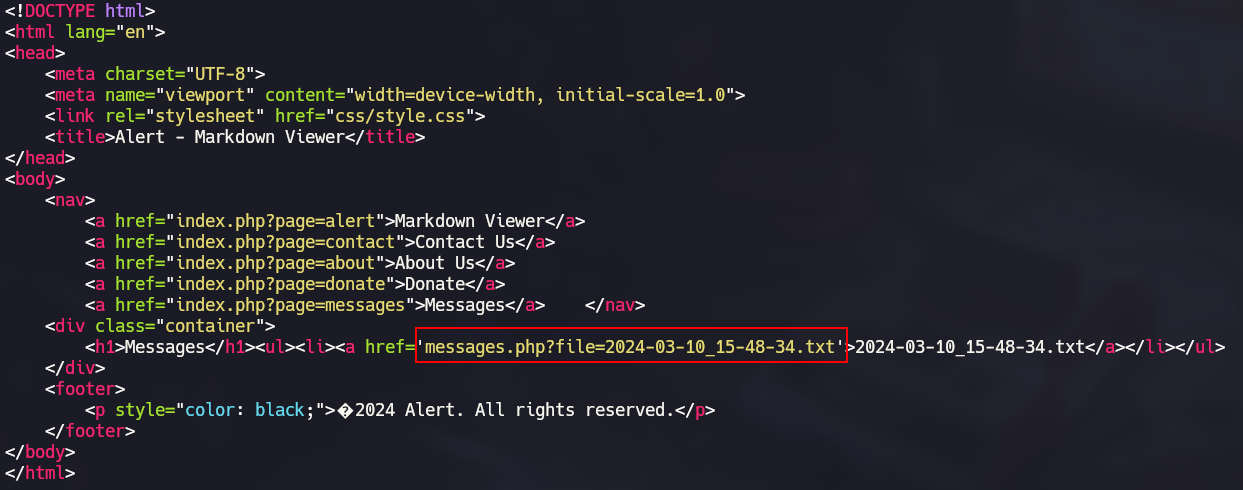 <!DOCTYPE html>
<html lang="en">
<head>
    <meta charset="UTF-8">
    <meta name="viewport" content="width=device-width, initial-scale=1.0">
    <link rel="stylesheet" href="css/style.css">
    <title>Alert - Markdown Viewer</title>
</head>
<body>
    <nav>
        <a href="index.php?page=alert">Markdown Viewer</a>
        <a href="index.php?page=contact">Contact Us</a>
        <a href="index.php?page=about">About Us</a>
        <a href="index.php?page=donate">Donate</a>
        <a href="index.php?page=messages">Messages</a>    </nav>
    <div class="container">
        <h1>Messages</h1><ul><li><a href='messages.php?file=2024-03-10_15-48-34.txt'>2024-03-10_15-48-34.txt</a></li></ul>
    </div>
    <footer>
        <p style="color: black;">�2024 Alert. All rights reserved.</p>
    </footer>
</body>
</html>